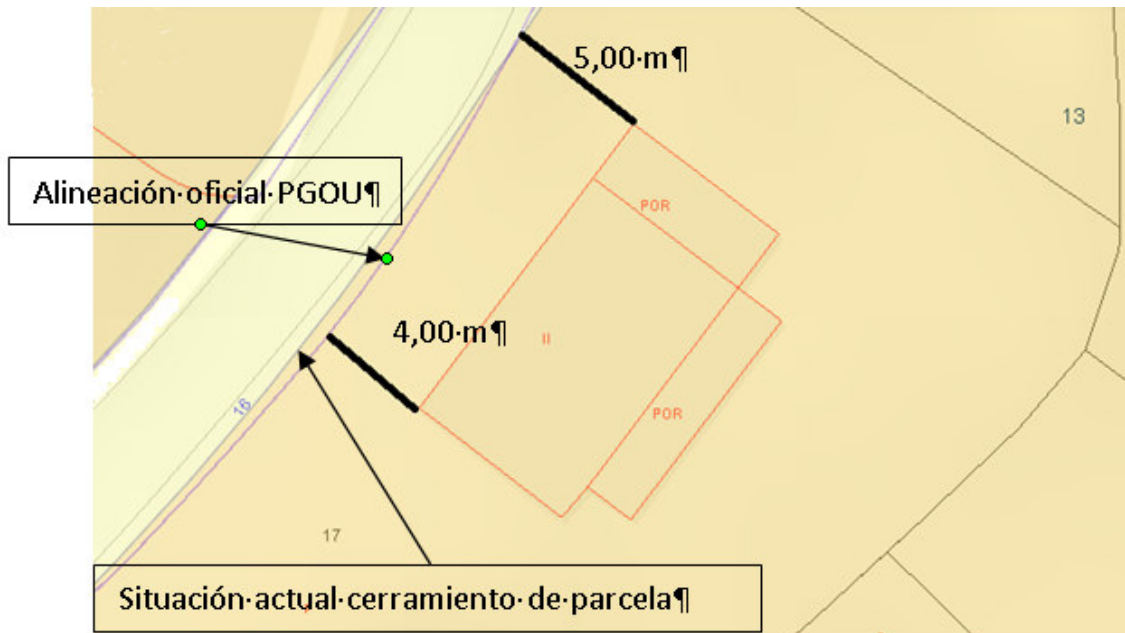 5,00·m¶
13
Alineación·oficial·PGOU¶
POR
4,00·m¶
II
16
POR
17
Situación·actual·cerramiento·de·parcela¶